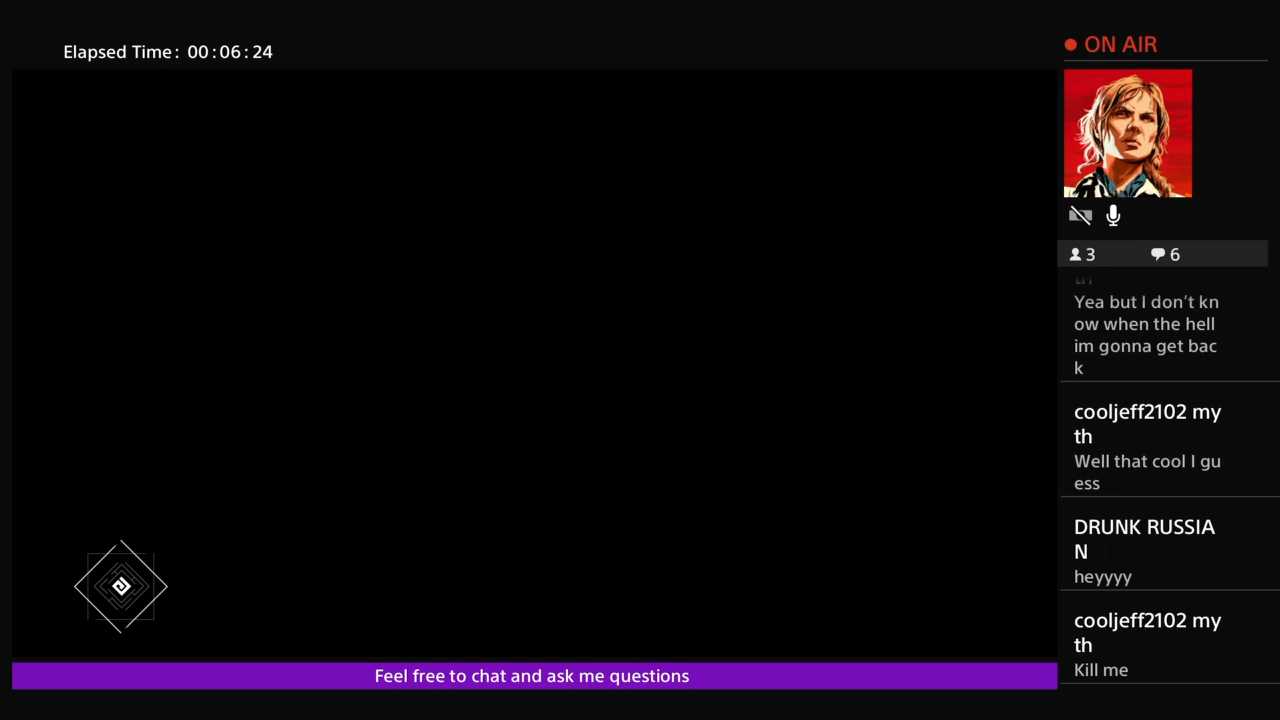 Elapsed Time: 00:06:24
ON AIR
3
6
Yea but I don't kn
ow when the hell
im gonna get bac
k
cooljeff2102 my
th
Well that cool I gu
ess
DRUNK RUSSIA
N
heyyyy
cooljeff2102 my
th
Kill me
Feel free to chat and ask me questions